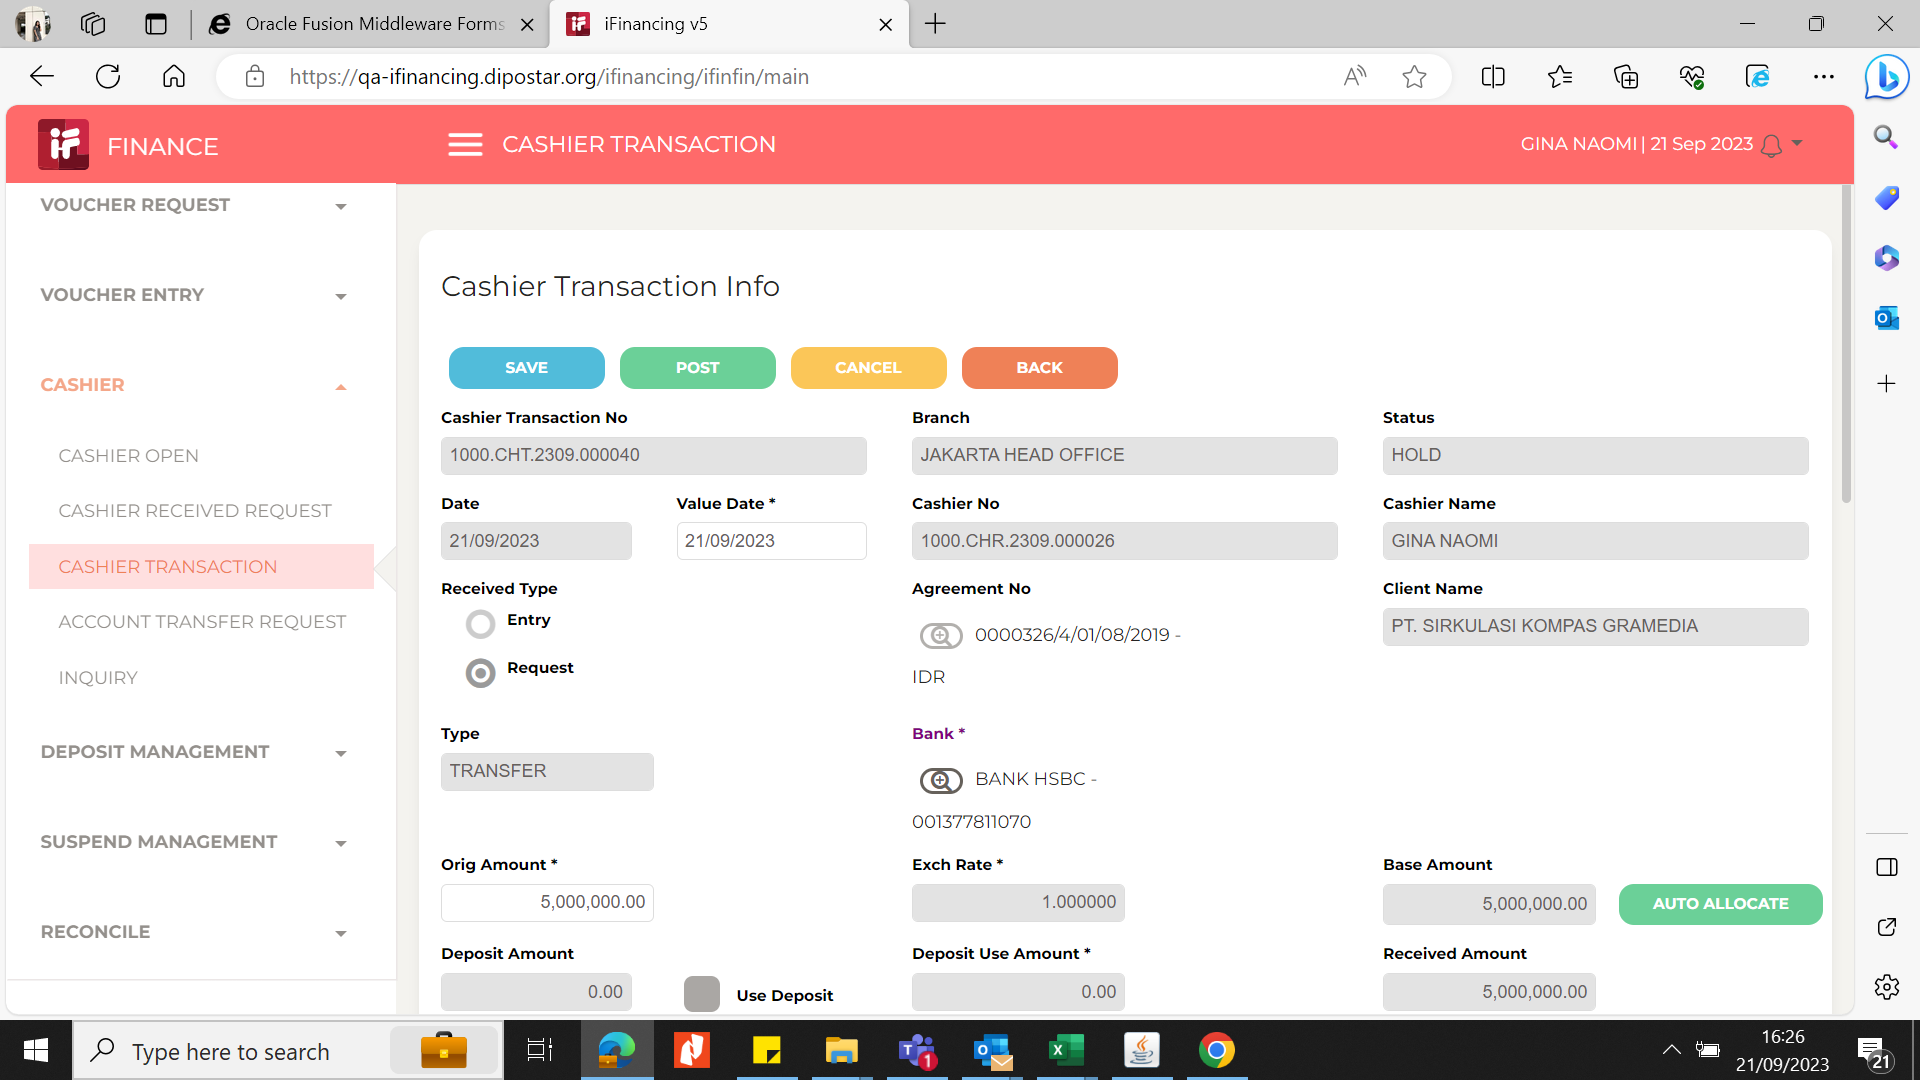 Oracle Fusion Middleware Forms
iFinancing v5
https://qa-ifinancing.dipostar.org/ifinancing/ifinfin/main
iF FINANCE
CASHIER TRANSACTION
GINA NAOMI | 21 Sep 2023
VOUCHER REQUEST
VOUCHER ENTRY
CASHIER
CASHIER OPEN
CASHIER RECEIVED REQUEST
CASHIER TRANSACTION
ACCOUNT TRANSFER REQUEST
INQUIRY
DEPOSIT MANAGEMENT
SUSPEND MANAGEMENT
RECONCILE
Cashier Transaction Info
SAVE POST CANCEL BACK
Cashier Transaction No Branch Status
1000.CHT.2309.000040 JAKARTA HEAD OFFICE HOLD
Date Value Date * Cashier No Cashier Name
21/09/2023 21/09/2023 1000.CHR.2309.000026 GINA NAOMI
Received Type Agreement No Client Name
Entry
0000326/4/01/08/2019 - PT. SIRKULASI KOMPAS GRAMEDIA
Request
IDR
Type Bank *
TRANSFER BANK HSBC -
001377811070
Orig Amount * Exch Rate * Base Amount
5,000,000.00 1.000000 5,000,000.00 AUTO ALLOCATE
Deposit Amount Deposit Use Amount * Received Amount
0.00 Use Deposit 0.00 5,000,000.00
Type here to search
1
16:26
21/09/2023
21